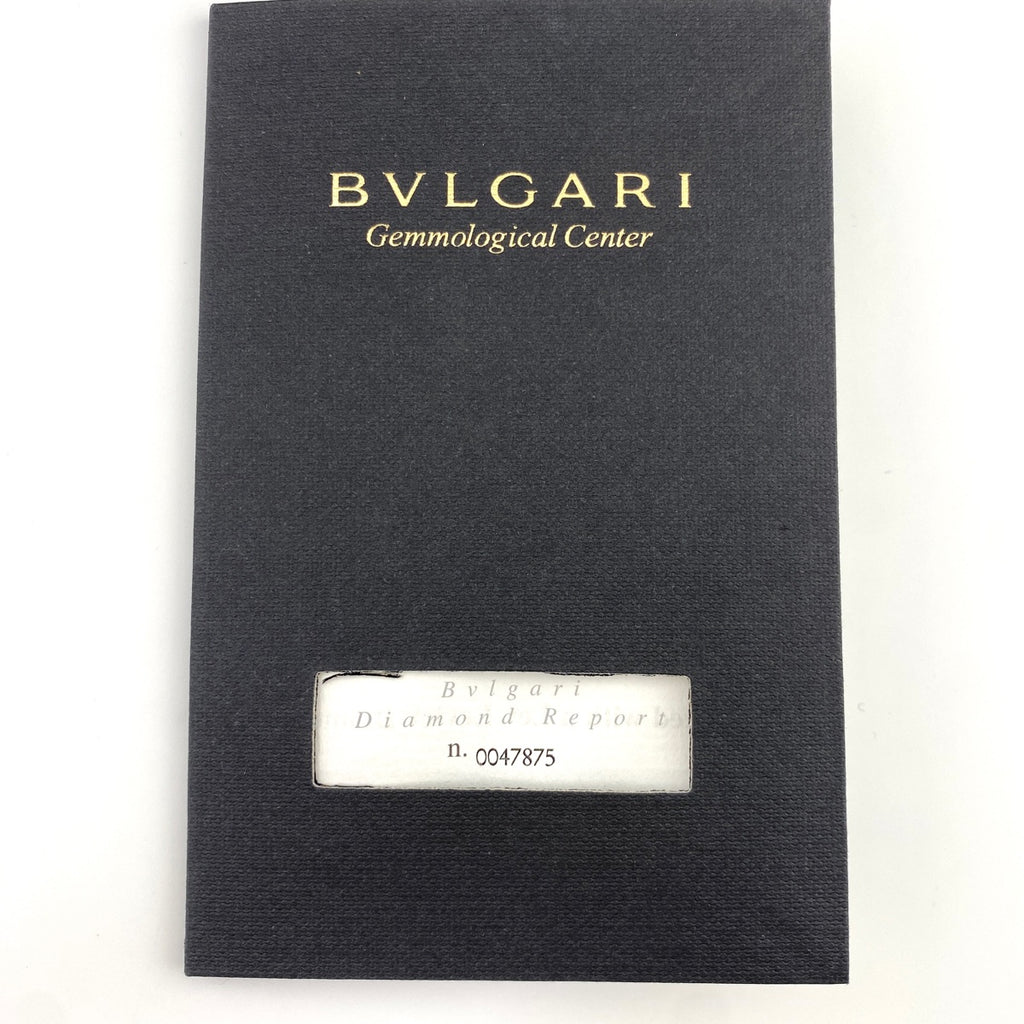 BVLGARI
Gemmological Center
Bvlgari
Diamond Report
n. 0047875